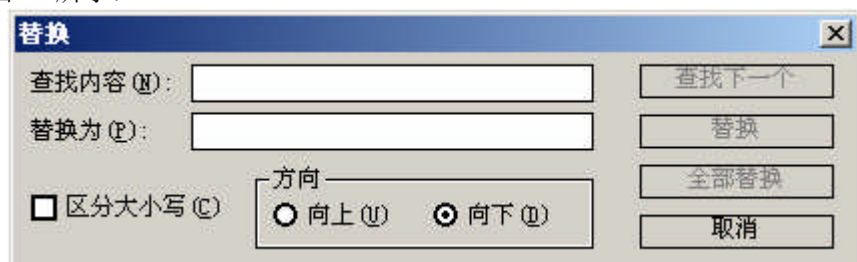 替换
查找内容(N):
查找下一个
替换为(P):
替换
全部替换
区分大小写(C)
方向
向上(U)
向下(D)
取消